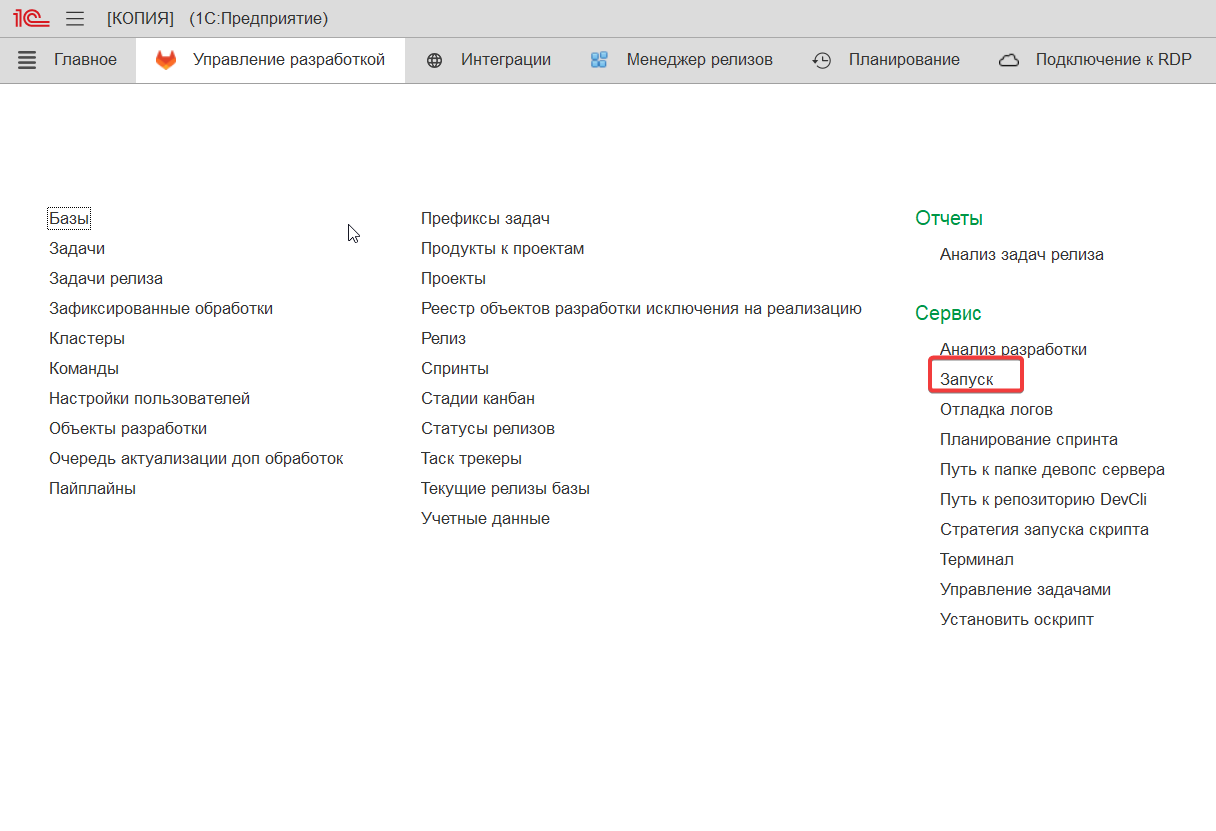 1С [КОПИЯ] (1С:Предприятие)
Главное Управление разработкой Интеграции Менеджер релизов Планирование Подключение к RDP
Базы
Задачи
Задачи релиза
Зафиксированные обработки
Кластеры
Команды
Настройки пользователей
Объекты разработки
Очередь актуализации доп обработок
Пайплайны
Префиксы задач
Продукты к проектам
Проекты
Реестр объектов разработки исключения на реализацию
Релиз
Спринты
Стадии канбан
Статусы релизов
Таск трекеры
Текущие релизы базы
Учетные данные
Отчеты
Анализ задач релиза
Сервис
Анализ разработки
Запуск
Отладка логов
Планирование спринта
Путь к папке девопс сервера
Путь к репозиторию DevCli
Стратегия запуска скрипта
Терминал
Управление задачами
Установить оскрипт